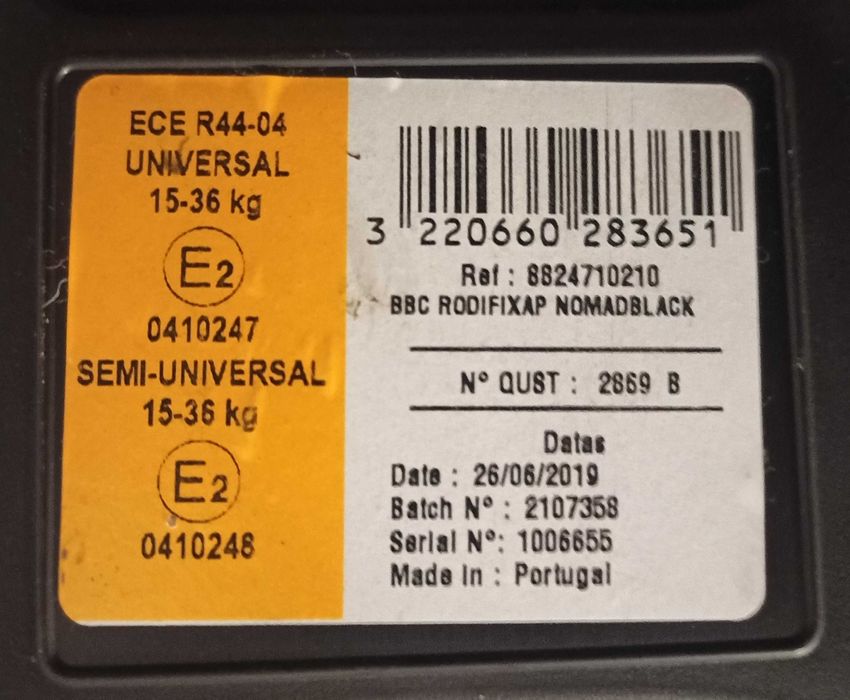 ECE R44-04
UNIVERSAL
15-36 kg
E2
0410247
SEMI-UNIVERSAL
15-36 kg
E2
0410248
3 220660 283651
Ref : 8824710210
BBC RODIFIXAP NOMADBLACK
N° QUST : 2869 B
Datas
Date : 26/06/2019
Batch N° : 2107358
Serial N°: 1006655
Made In : Portugal